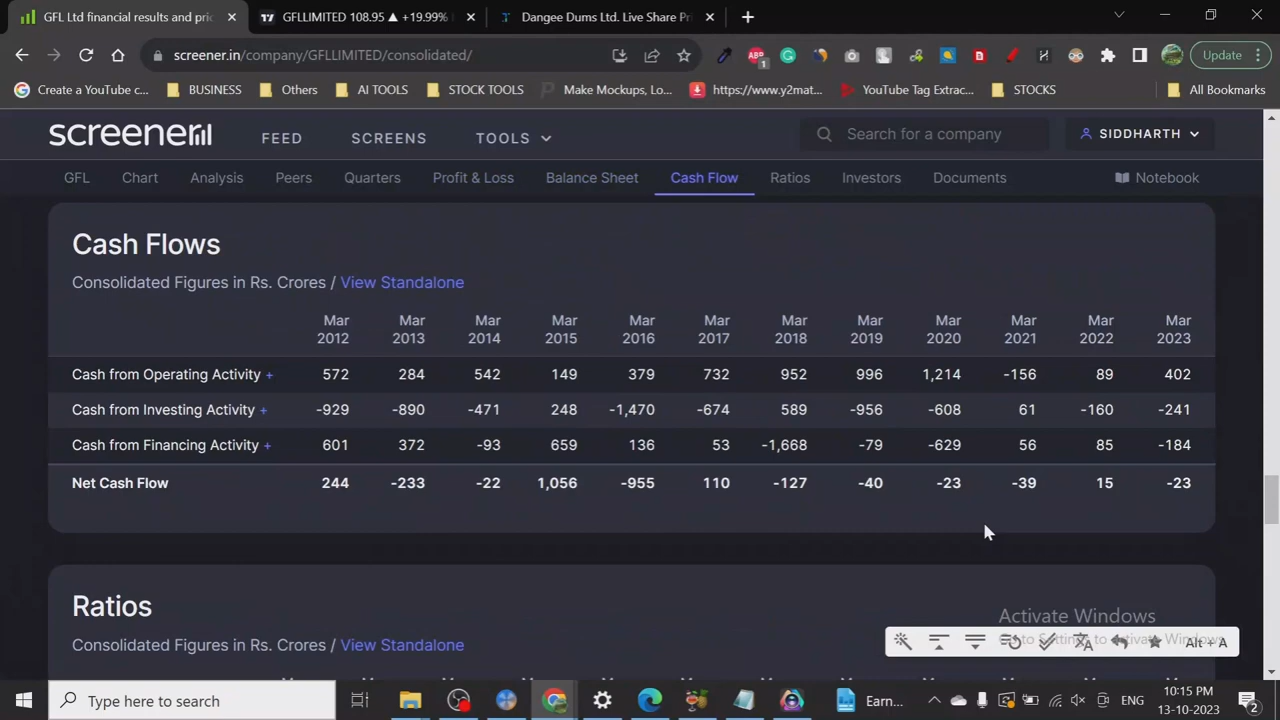 GFL Ltd financial results and pric
GFLLIMITED 108.95 ▲ +19.99%
Dangee Dums Ltd. Live Share Pri
screener.in/company/GFLLIMITED/consolidated/
1
Update
Create a YouTube c...
BUSINESS
Others
AI TOOLS
STOCK TOOLS
Make Mockups, Lo...
https://www.y2mat...
YouTube Tag Extrac...
STOCKS
All Bookmarks
screener
FEED
SCREENS
TOOLS
Search for a company
SIDDHARTH
GFL
Chart
Analysis
Peers
Quarters
Profit & Loss
Balance Sheet
Cash Flow
Ratios
Investors
Documents
Notebook
Cash Flows
Consolidated Figures in Rs. Crores / View Standalone
Mar 2012 Mar 2013 Mar 2014 Mar 2015 Mar 2016 Mar 2017 Mar 2018 Mar 2019 Mar 2020 Mar 2021 Mar 2022 Mar 2023
Cash from Operating Activity + 572 284 542 149 379 732 952 996 1,214 -156 89 402
Cash from Investing Activity + -929 -890 -471 248 -1,470 -674 589 -956 -608 61 -160 -241
Cash from Financing Activity + 601 372 -93 659 136 53 -1,668 -79 -629 56 85 -184
Net Cash Flow 244 -233 -22 1,056 -955 110 -127 -40 -23 -39 15 -23
Ratios
Consolidated Figures in Rs. Crores / View Standalone
Activate Windows
Go to Settings to Activate Windows.
Alt + A
Type here to search
Earn...
ENG
10:15 PM
13-10-2023
2